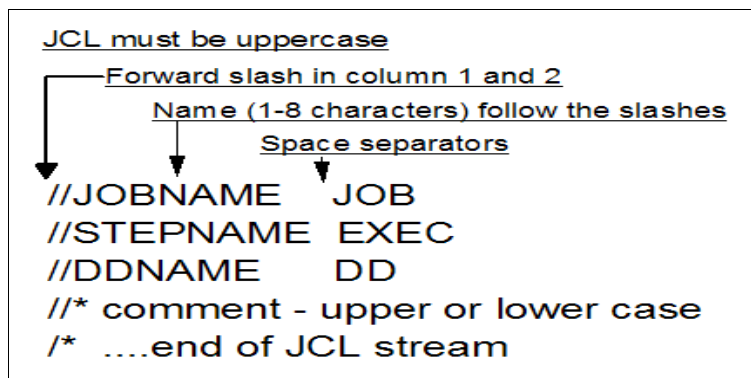 JCL must be uppercase
Forward slash in column 1 and 2
Name (1-8 characters) follow the slashes
Space separators
//JOBNAME JOB
//STEPNAME EXEC
//DDNAME DD
//* comment - upper or lower case
/* ....end of JCL stream